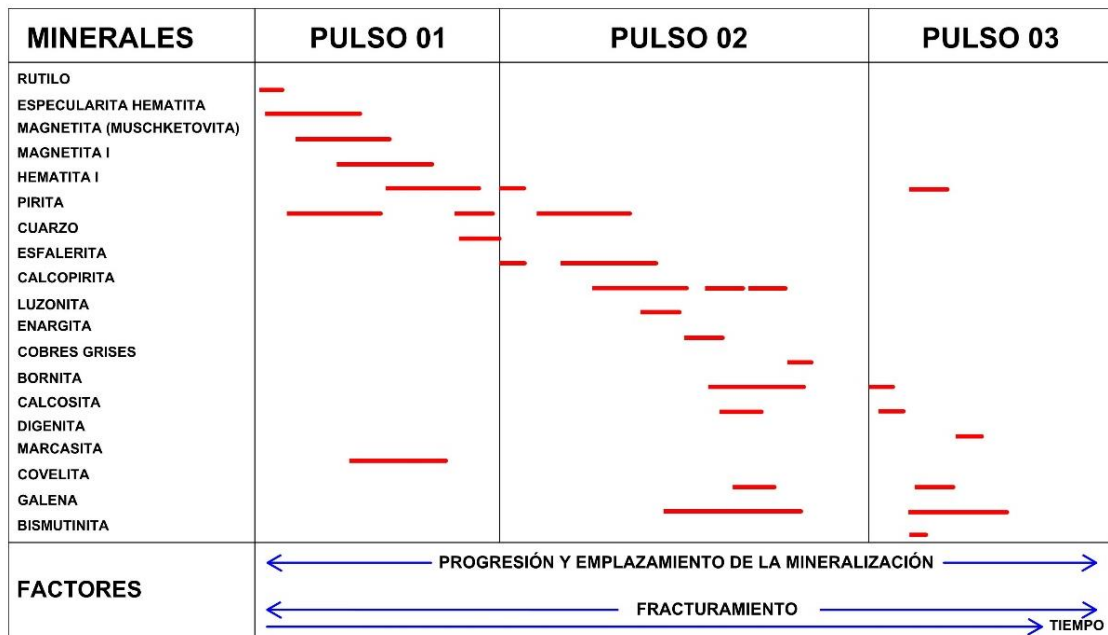 MINERALES PULSO 01 PULSO 02 PULSO 03
RUTILO
ESPECULARITA HEMATITA
MAGNETITA (MUSCHKETOVITA)
MAGNETITA I
HEMATITA I
PIRITA
CUARZO
ESFALERITA
CALCOPIRITA
LUZONITA
ENARGITA
COBRES GRISES
BORNITA
CALCOSITA
DIGENITA
MARCASITA
COVELITA
GALENA
BISMUTINITA
FACTORES
PROGRESIÓN Y EMPLAZAMIENTO DE LA MINERALIZACIÓN
FRACTURAMIENTO
TIEMPO